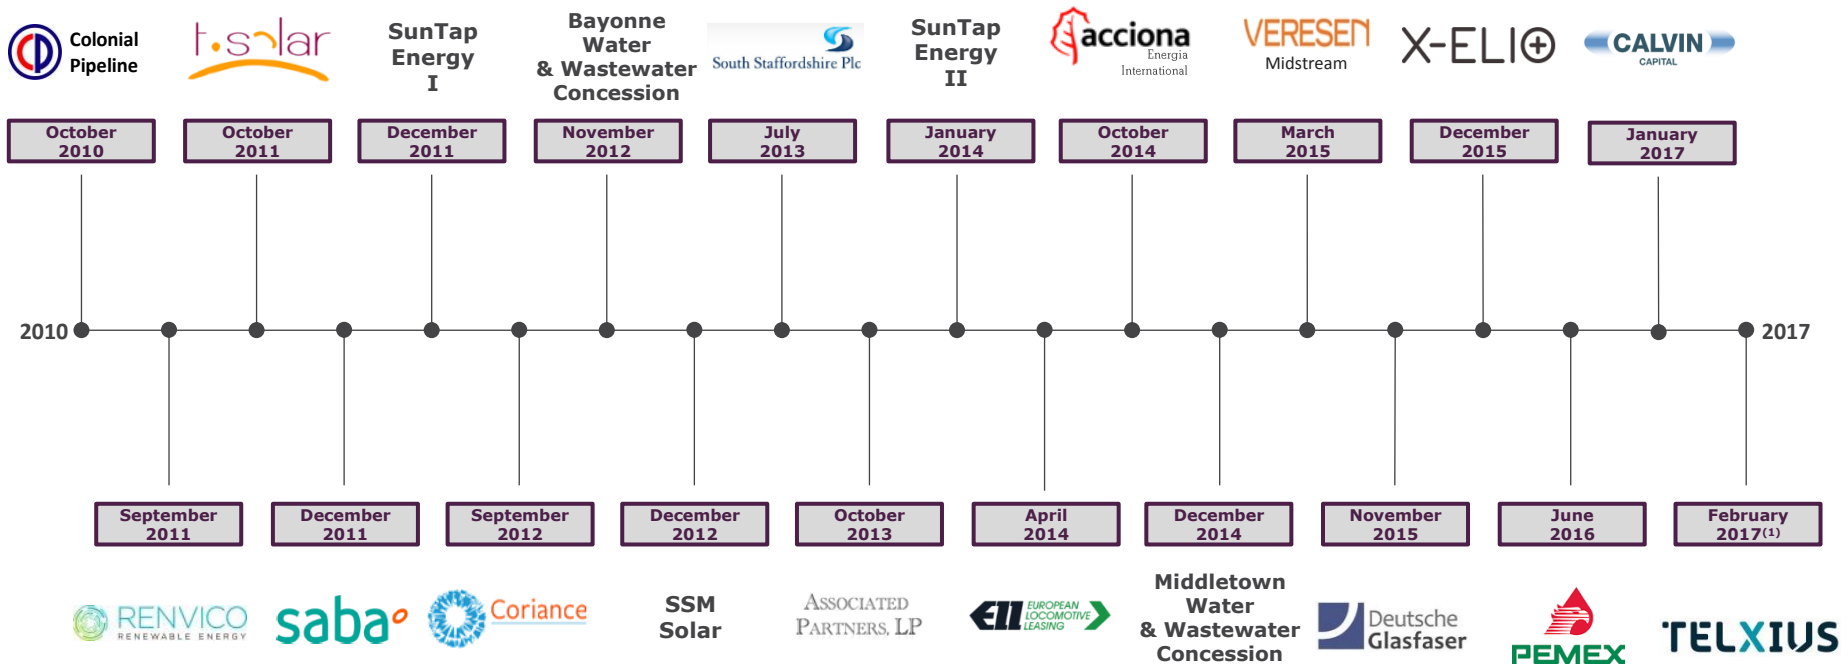 Colonial
Pipeline
t-solar
SunTap
Energy
I
Bayonne
Water
& Wastewater
Concession
South Staffordshire Plc
SunTap
Energy
II
acciona
Energia
International
VERESEN
Midstream
X-ELIO
CALVIN
CAPITAL
October
2010
October
2011
December
2011
November
2012
July
2013
January
2014
October
2014
March
2015
December
2015
January
2017
2010
2017
September
2011
December
2011
September
2012
December
2012
October
2013
April
2014
December
2014
November
2015
June
2016
February
2017(1)
RENVICO
RENEWABLE ENERGY
saba
Coriance
SSM
Solar
ASSOCIATED
PARTNERS, LP
Ell
EUROPEAN
LOCOMOTIVE
LEASING
Middletown
Water
& Wastewater
Concession
Deutsche
Glasfaser
PEMEX
TELXIUS